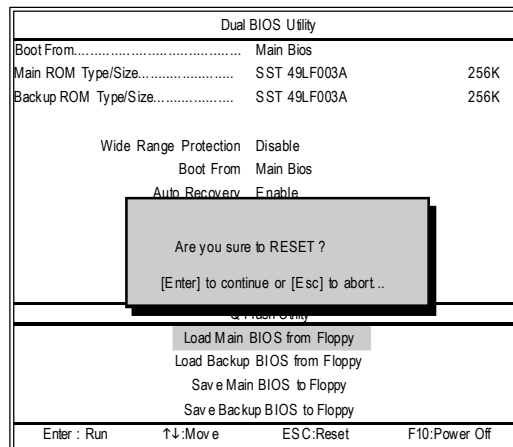 Dual BIOS Utility
Boot From..................................... Main Bios
Main ROM Type/Size...................... SST 49LF003A 256K
Backup ROM Type/Size................... SST 49LF003A 256K
Wide Range Protection Disable
Boot From Main Bios
Auto Recovery Enable
Are you sure to RESET ?
[Enter] to continue or [Esc] to abort...
Load Main BIOS from Floppy
Load Backup BIOS from Floppy
Save Main BIOS to Floppy
Save Backup BIOS to Floppy
Enter : Run ↑↓:Move ESC:Reset F10:Power Off